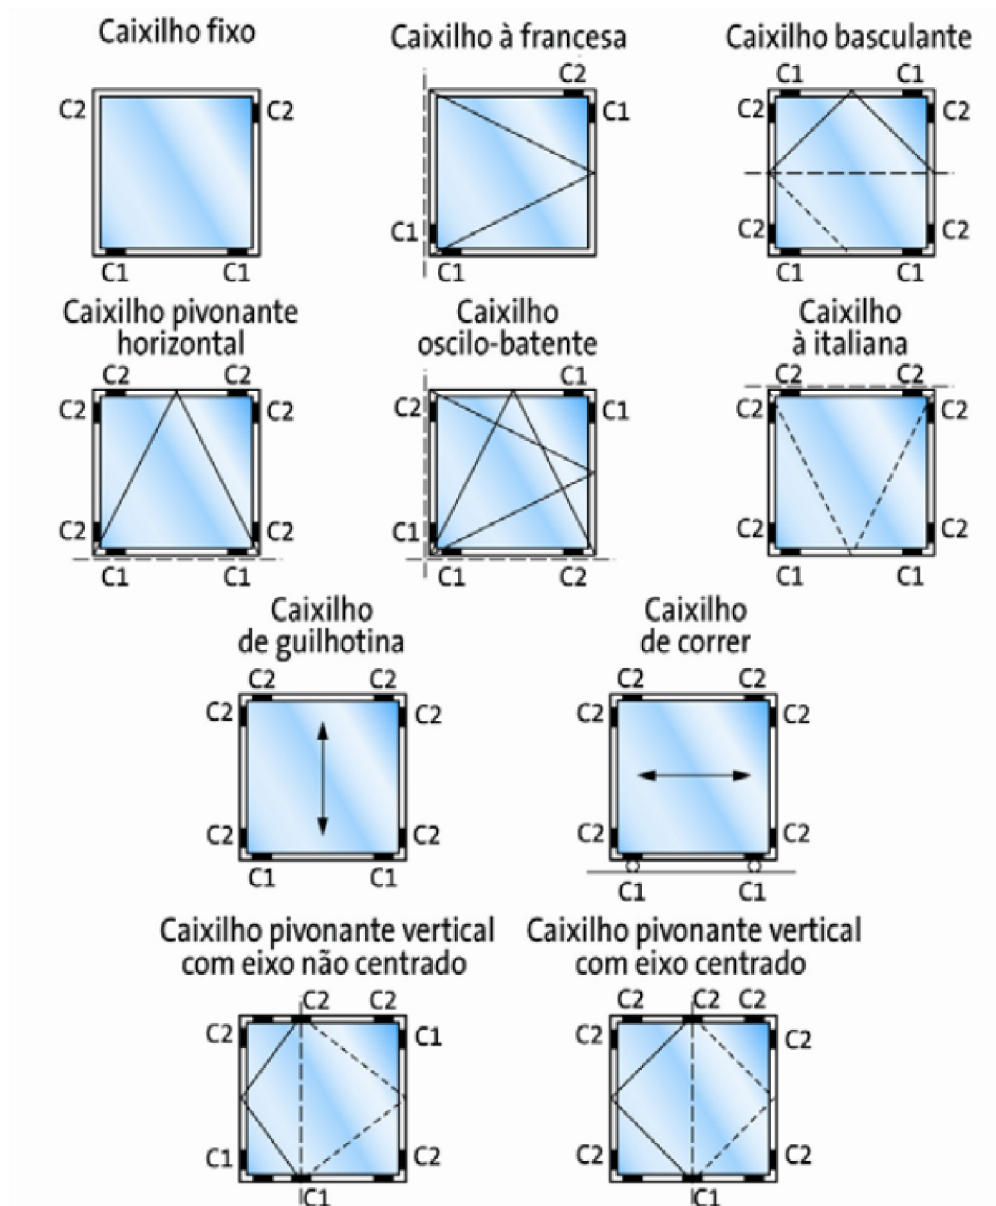 Caixilho fixo
Caixilho à francesa
Caixilho basculante
C2
C2
C1
C1
C2
C1
C1
C1
C1
C1
C2
C2
C2
C2
C1
C1
Caixilho pivonante
horizontal
Caixilho
oscilo-batente
Caixilho
à italiana
C2
C2
C2
C2
C2
C2
C1
C1
C1
C2
C1
C1
C1
C2
C2
C2
C2
C2
C2
C2
C1
C1
Caixilho
de guilhotina
Caixilho
de correr
C2
C2
C2
C2
C2
C2
C1
C1
C2
C2
C2
C2
C2
C2
C1
C1
Caixilho pivonante vertical
com eixo não centrado
Caixilho pivonante vertical
com eixo centrado
C2
C2
C2
C1
C1
C2
C1
C2
C2
C2
C2
C2
C2
C2
C1